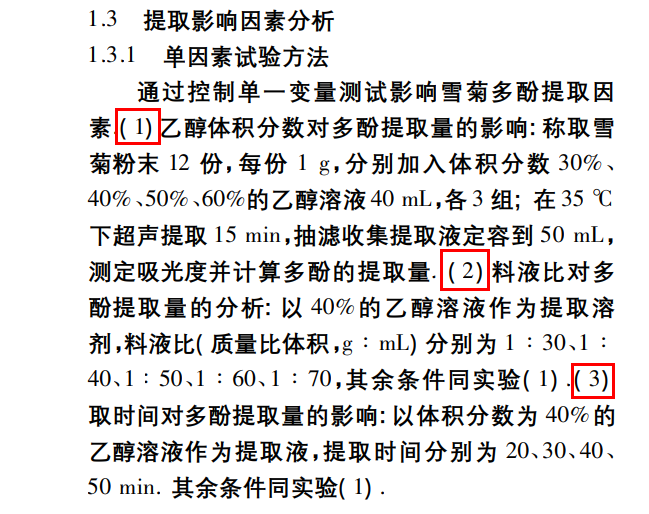 1.3 提取影响因素分析
1.3.1 单因素试验方法
通过控制单一变量测试影响雪菊多酚提取因
素.(1)乙醇体积分数对多酚提取量的影响:称取雪
菊粉末 12 份,每份 1 g,分别加入体积分数 30%、
40%、50%、60%的乙醇溶液 40 mL,各 3 组; 在 35 ℃
下超声提取 15 min,抽滤收集提取液定容到 50 mL,
测定吸光度并计算多酚的提取量.(2)料液比对多
酚提取量的分析: 以 40%的乙醇溶液作为提取溶
剂,料液比(质量比体积,g∶mL)分别为 1∶30、1∶
40、1∶50、1∶60、1∶70,其余条件同实验(1).(3)
取时间对多酚提取量的影响:以体积分数为 40%的
乙醇溶液作为提取液,提取时间分别为 20、30、40、
50 min. 其余条件同实验(1).